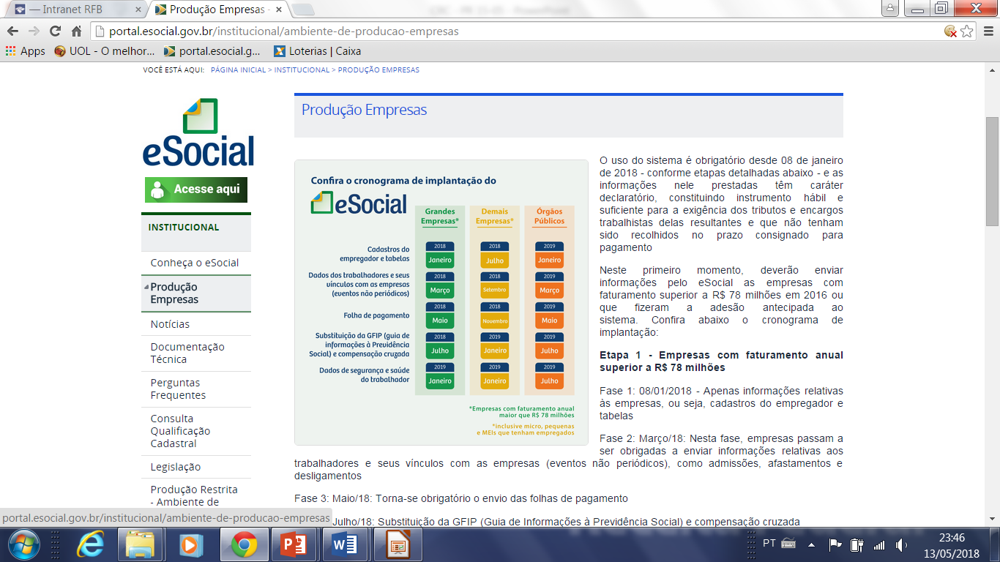 — Intranet RFB
Produção Empresas -
portal.esocial.gov.br/institucional/ambiente-de-producao-empresas
Apps
UOL - O melhor...
portal.esocial.g...
Loterias | Caixa
VOCÊ ESTÁ AQUI: PÁGINA INICIAL > INSTITUCIONAL > PRODUÇÃO EMPRESAS
eSocial
Acesse aqui
INSTITUCIONAL
Conheça o eSocial
Produção
Empresas
Notícias
Documentação
Técnica
Perguntas
Frequentes
Consulta
Qualificação
Cadastral
Legislação
Produção Restrita
- Ambiente de
Produção Empresas
Confira o cronograma de implantação do
eSocial
Grandes
Empresas*
Demais
Empresas*
Órgãos
Públicos
Cadastros do
empregador e tabelas
2018
Janeiro
2018
Julho
2019
Janeiro
Dados dos trabalhadores e seus
vínculos com as empresas
(eventos não periódicos)
2018
Março
2018
Setembro
2019
Março
Folha de pagamento
2018
Maio
2018
Novembro
2019
Maio
Substituição da GFIP (guia de
informações à Previdência
Social) e compensação cruzada
2018
Julho
2019
Janeiro
2019
Julho
Dados de segurança e saúde
do trabalhador
2019
Janeiro
2019
Janeiro
2019
Julho
*Empresas com faturamento anual
maior que R$ 78 milhões
*inclusive micro, pequenas
e MEIs que tenham empregados
O uso do sistema é obrigatório desde 08 de janeiro
de 2018 - conforme etapas detalhadas abaixo - e as
informações nele prestadas têm caráter
declaratório, constituindo instrumento hábil e
suficiente para a exigência dos tributos e encargos
trabalhistas delas resultantes e que não tenham
sido recolhidos no prazo consignado para
pagamento
Neste primeiro momento, deverão enviar
informações pelo eSocial as empresas com
faturamento superior a R$ 78 milhões em 2016 ou
que fizeram a adesão antecipada ao
sistema. Confira abaixo o cronograma de
implantação:
Etapa 1 - Empresas com faturamento anual
superior a R$ 78 milhões
Fase 1: 08/01/2018 - Apenas informações relativas
às empresas, ou seja, cadastros do empregador e
tabelas
Fase 2: Março/18: Nesta fase, empresas passam a
ser obrigadas a enviar informações relativas aos
trabalhadores e seus vínculos com as empresas (eventos não periódicos), como admissões, afastamentos e
desligamentos
Fase 3: Maio/18: Torna-se obrigatório o envio das folhas de pagamento
Julho/18: Substituição da GFIP (Guia de Informações à Previdência Social) e compensação cruzada
portal.esocial.gov.br/institucional/ambiente-de-producao-empresas
PT
23:46
13/05/2018